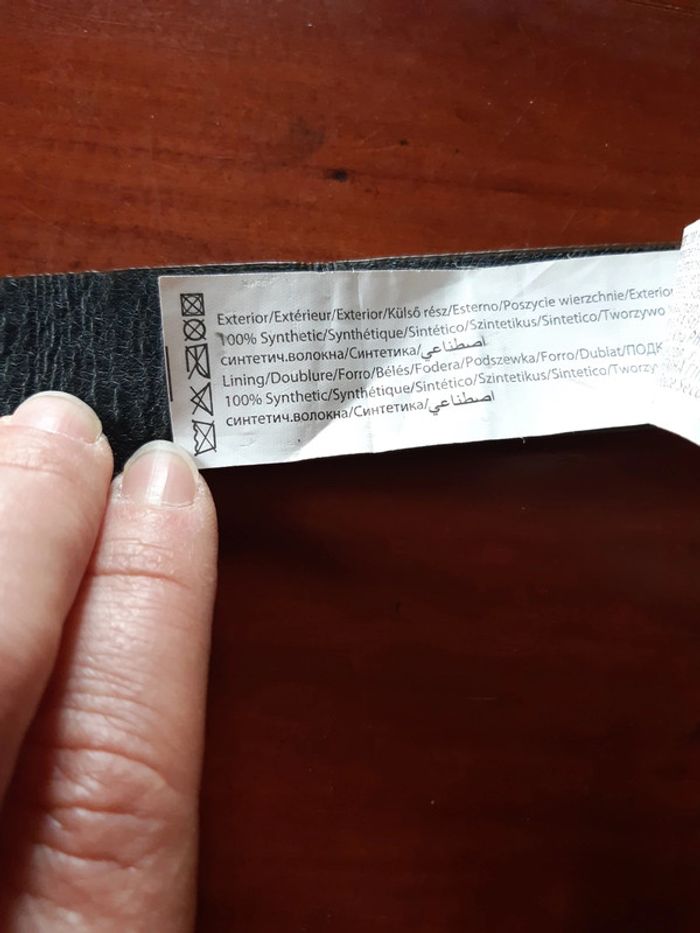 Exterior/Extérieur/Exterior/Külső rész/Esterno/Poszycie wierzchnie/Exterior
100% Synthetic/Synthétique/Sintético/Szintetikus/Sintetico/Tworzywo
синтетич.волокна/Синтетика/اصطناعي
Lining/Doublure/Forro/Bélés/Fodera/Podszewka/Forro/Dublat/ПОДК
100% Synthetic/Synthétique/Sintético/Szintetikus/Sintetico/Tworzy
синтетич.волокна/Синтетика/اصطناعي